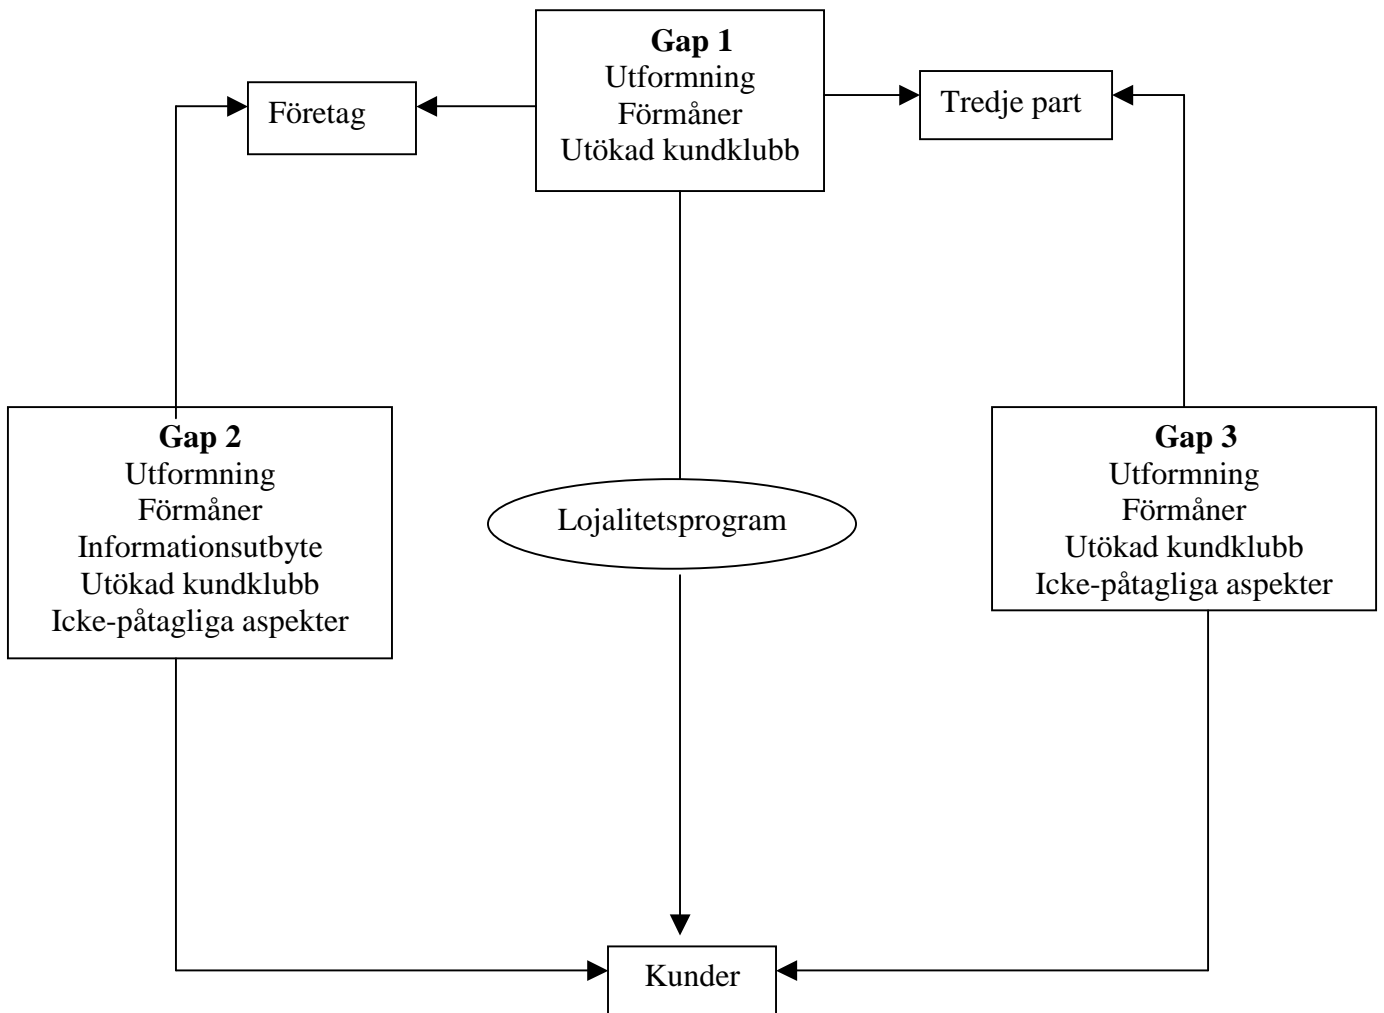 Gap 1
Utformning
Förmåner
Utökad kundklubb
Företag
Tredje part
Gap 2
Utformning
Förmåner
Informationsutbyte
Utökad kundklubb
Icke-påtagliga aspekter
Lojalitetsprogram
Gap 3
Utformning
Förmåner
Utökad kundklubb
Icke-påtagliga aspekter
Kunder